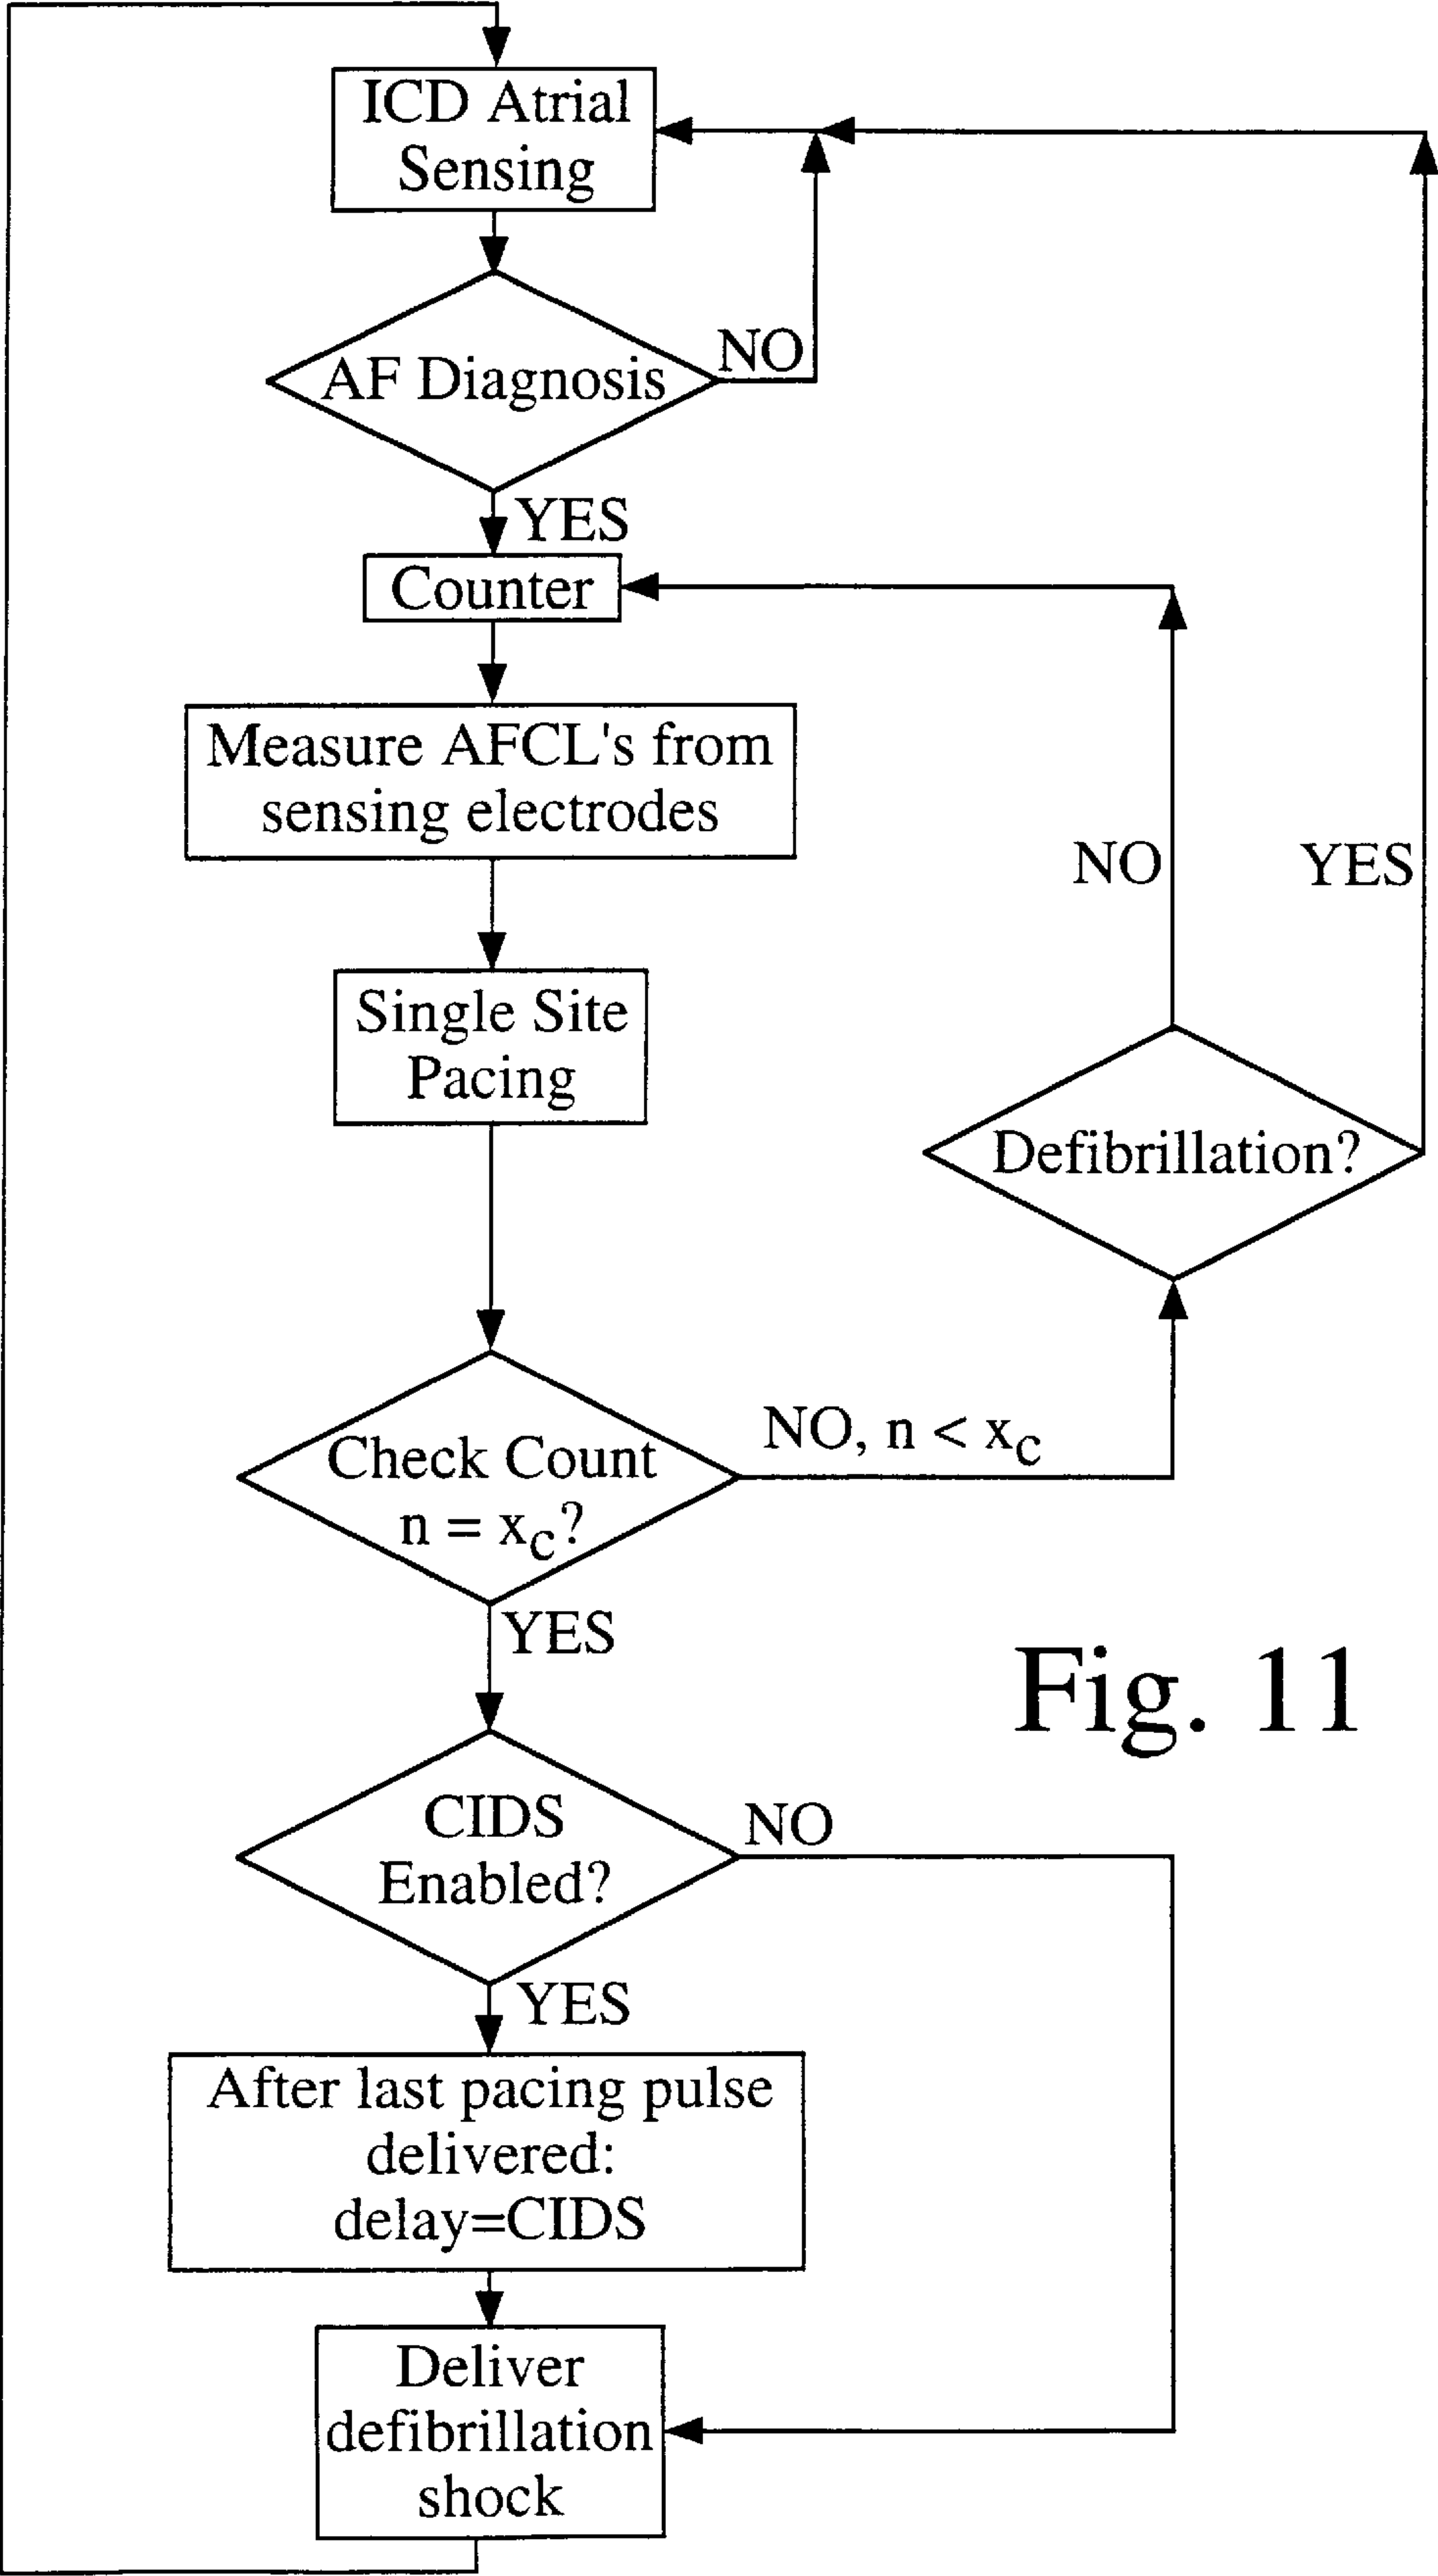 ICD Atrial
Sensing
AF Diagnosis
NO
YES
Counter
Measure AFCL's from
sensing electrodes
NO
YES
Single Site
Pacing
Defibrillation?
NO, n < xc
Check Count
n = xc?
YES
Fig. 11
CIDS
Enabled?
NO
YES
After last pacing pulse
delivered:
delay=CIDS
Deliver
defibrillation
shock